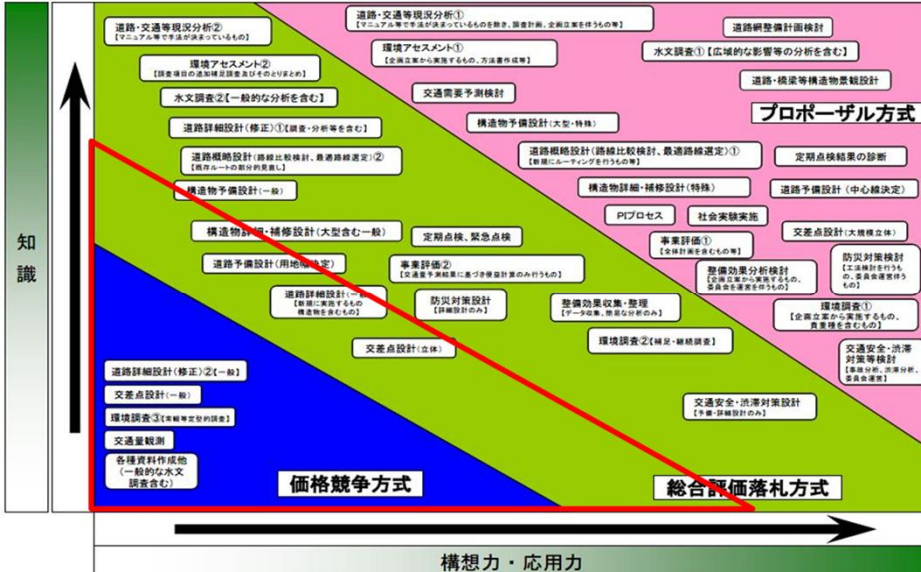 道路・交通等現況分析②
【マニュアル等で手法が決まっているもの】
環境アセスメント②
【調査項目の追加補足調査及びそのとりまとめ】
水文調査②【一般的な分析を含む】
道路詳細設計(修正)①【調査・分析等を含む】
道路概略設計(路線比較検討、最適路線選定)②
【既存ルートの部分的見直し】
構造物予備設計(一般)
構造物詳細・補修設計(大型含む一般)
道路予備設計(用地幅決定)
道路詳細設計(一般)
【新規に実施するもの
構造物を含むもの】
交差点設計(立体)
定期点検、緊急点検
事業評価②
【交通量予測結果に基づき便益計算のみ行うもの】
防災対策設計
【詳細設計のみ】
整備効果収集・整理
【データ収集、簡易な分析のみ】
環境調査②【補足・継続調査】
交通安全・渋滞対策設計
【予備・詳細設計のみ】
総合評価落札方式
道路・交通等現況分析①
【マニュアル等で手法が決まっているものを除き、調査計画、企画立案を伴うもの等】
環境アセスメント①
【企画立案から実施するもの、方法書作成等】
交通需要予測検討
構造物予備設計(大型・特殊)
道路概略設計(路線比較検討、最適路線選定)①
【新規にルーティングを行うもの等】
構造物詳細・補修設計(特殊)
PIプロセス
社会実験実施
事業評価①
【全体計画を含むもの等】
整備効果分析検討
【企画立案から実施するもの、
委員会を運営を伴うもの】
道路網整備計画検討
水文調査①【広域的な影響等の分析を含む】
道路・橋梁等構造物景観設計
プロポーザル方式
定期点検結果の診断
道路予備設計(中心線決定)
交差点設計(大規模立体)
防災対策検討
【工法検討を行うも
の、委員会運営伴う
もの】
環境調査①
【企画立案から実施するもの、
貴重種を含むもの】
交通安全・渋滞
対策等検討
【事故分析、渋滞分析、
委員会運営】
道路詳細設計(修正)②【一般】
交差点設計(一般)
環境調査③【定型的調査】
交通量観測
各種資料作成他
(一般的な水文
調査含む)
価格競争方式
知識
構想力・応用力